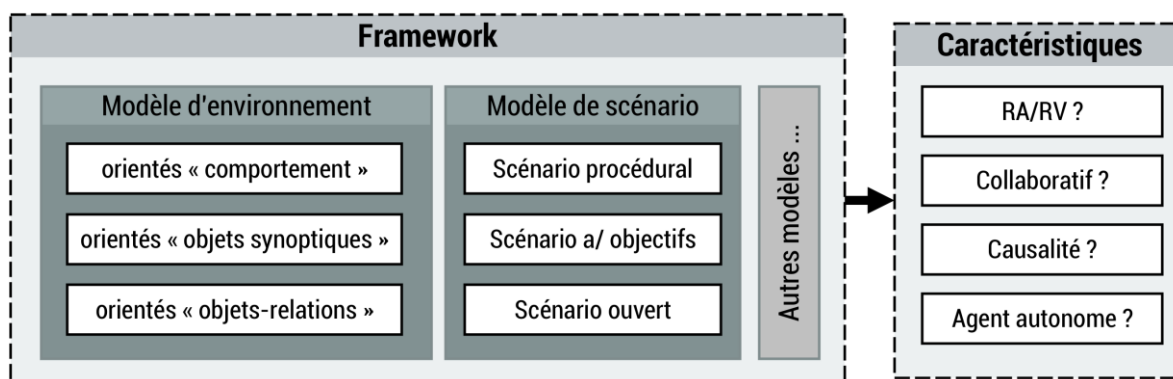 Framework
Modèle d'environnement
orientés « comportement »
orientés « objets synoptiques »
orientés « objets-relations »
Modèle de scénario
Scénario procédural
Scénario a/ objectifs
Scénario ouvert
Autres modèles ...
Caractéristiques
RA/RV ?
Collaboratif ?
Causalité ?
Agent autonome ?